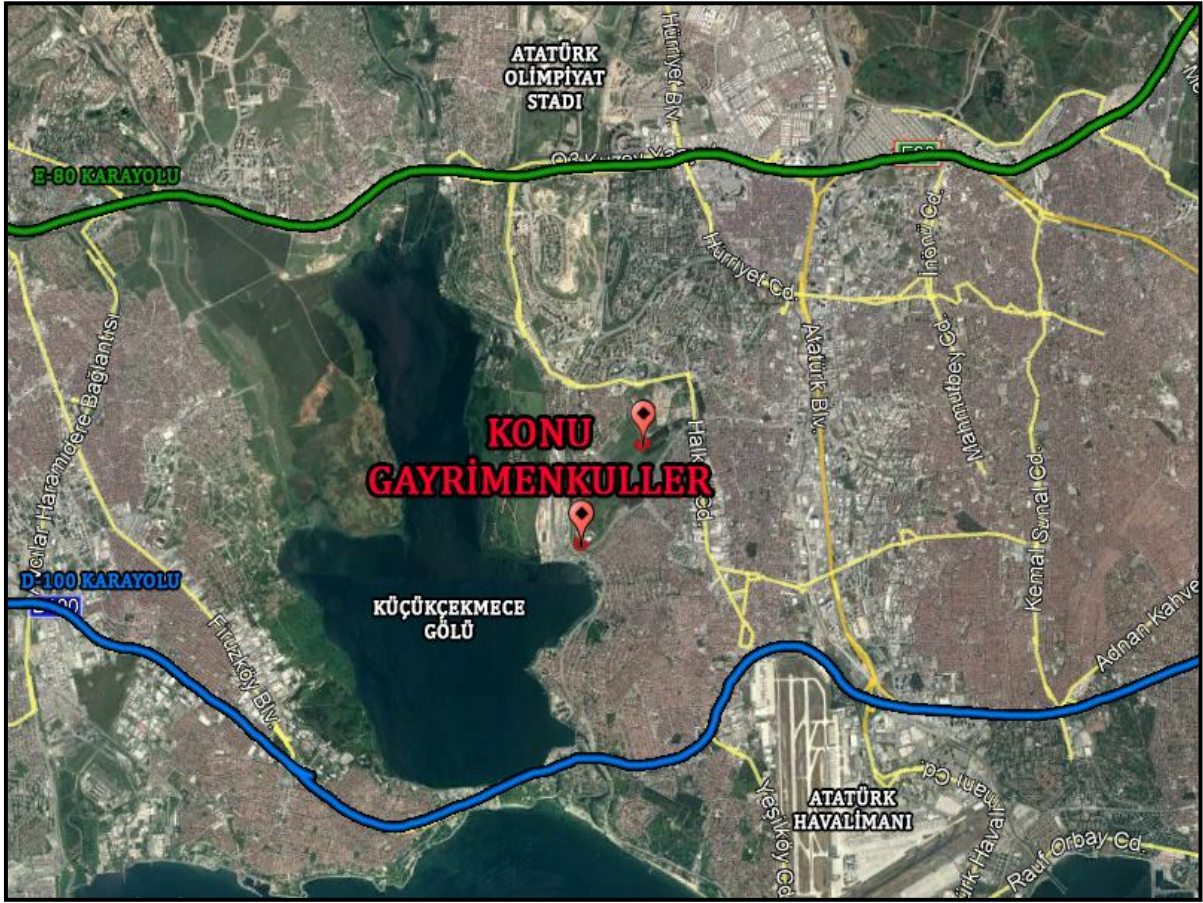 ATATÜRK
OLİMPİYAT
STADI
Hürriyet Blv.
E-80 KARAYOLU
O3 Kuzey
Hürriyet Cd.
İnönü Cd.
Haramidere Bağlantısı
Atatürk Blv.
Mahmutbey Cd.
KONU
GAYRİMENKULLER
Kemal Sunal Cd.
D-100 KARAYOLU
KÜÇÜKÇEKMECE
GÖLÜ
Firuzköy Blv.
Adnan Kahve
ATATÜRK
HAVALİMANI
Yeşilköy Cd.
Rauf Orbay Cd.